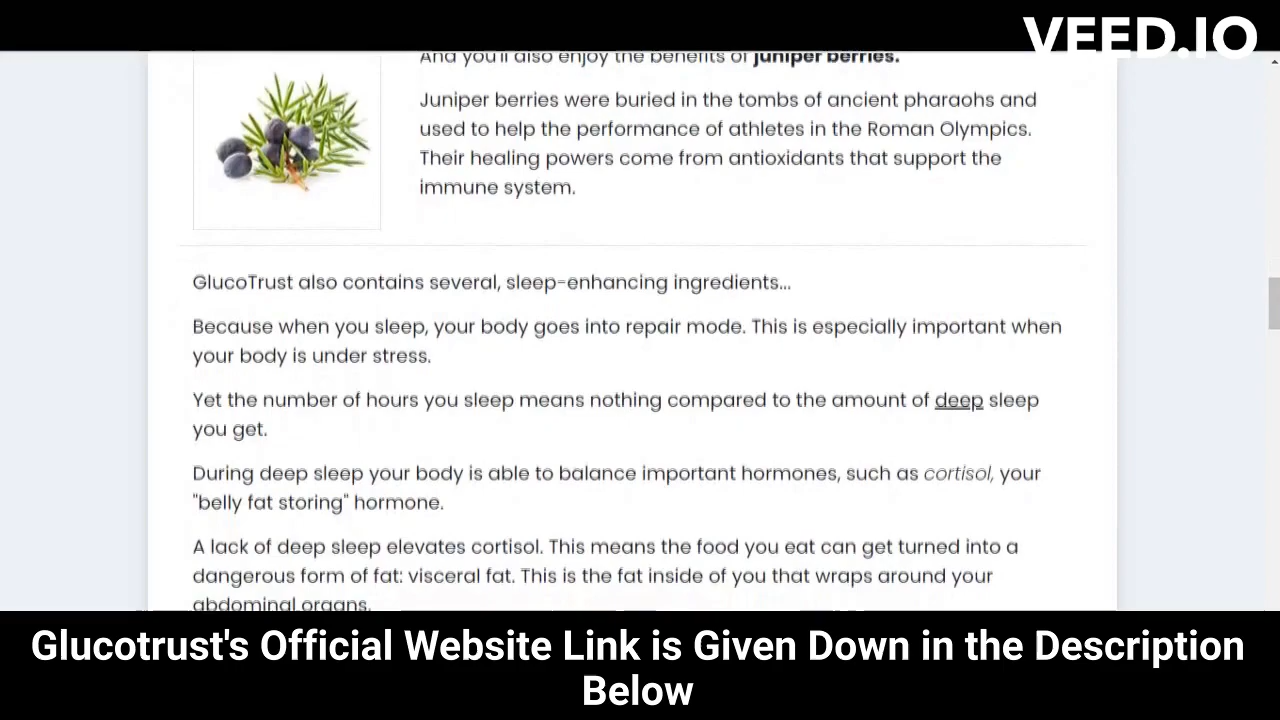 VEED.IO
And you'll also enjoy the benefits of juniper berries.
Juniper berries were buried in the tombs of ancient pharaohs and
used to help the performance of athletes in the Roman Olympics.
Their healing powers come from antioxidants that support the
immune system.
GlucoTrust also contains several, sleep-enhancing ingredients...
Because when you sleep, your body goes into repair mode. This is especially important when
your body is under stress.
Yet the number of hours you sleep means nothing compared to the amount of deep sleep
you get.
During deep sleep your body is able to balance important hormones, such as cortisol, your
"belly fat storing" hormone.
A lack of deep sleep elevates cortisol. This means the food you eat can get turned into a
dangerous form of fat: visceral fat. This is the fat inside of you that wraps around your
abdominal organs.
Glucotrust's Official Website Link is Given Down in the Description
Below